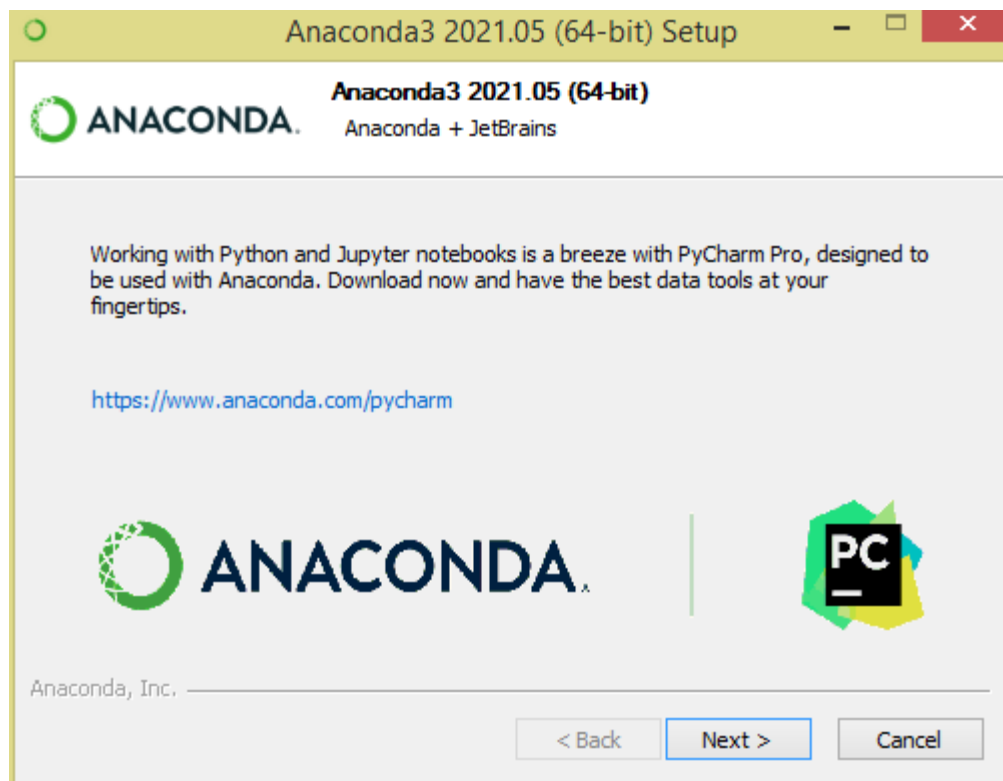 Anaconda3 2021.05 (64-bit) Setup
ANACONDA.
Anaconda3 2021.05 (64-bit)
Anaconda + JetBrains
Working with Python and Jupyter notebooks is a breeze with PyCharm Pro, designed to
be used with Anaconda. Download now and have the best data tools at your
fingertips.
https://www.anaconda.com/pycharm
ANACONDA.
PC
Anaconda, Inc.
< Back
Next >
Cancel